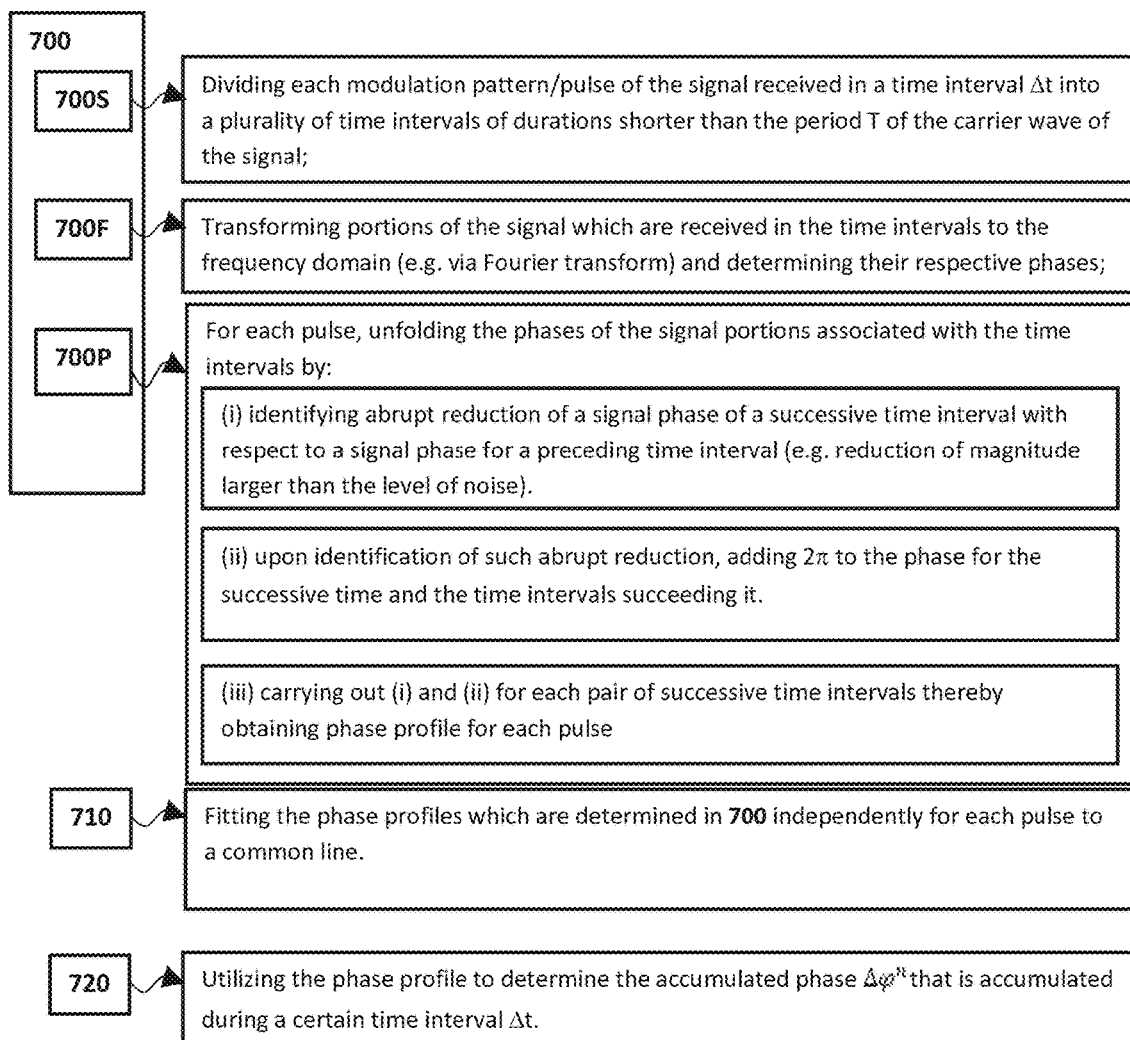 700
700S
Dividing each modulation pattern/pulse of the signal received in a time interval Δt into
a plurality of time intervals of durations shorter than the period T of the carrier wave of
the signal;
700F
Transforming portions of the signal which are received in the time intervals to the
frequency domain (e.g. via Fourier transform) and determining their respective phases;
700P
For each pulse, unfolding the phases of the signal portions associated with the time
intervals by:
(i) identifying abrupt reduction of a signal phase of a successive time interval with
respect to a signal phase for a preceding time interval (e.g. reduction of magnitude
larger than the level of noise).
(ii) upon identification of such abrupt reduction, adding 2π to the phase for the
successive time and the time intervals succeeding it.
(iii) carrying out (i) and (ii) for each pair of successive time intervals thereby
obtaining phase profile for each pulse
710
Fitting the phase profiles which are determined in 700 independently for each pulse to
a common line.
720
Utilizing the phase profile to determine the accumulated phase Δφⁿ that is accumulated
during a certain time interval Δt.